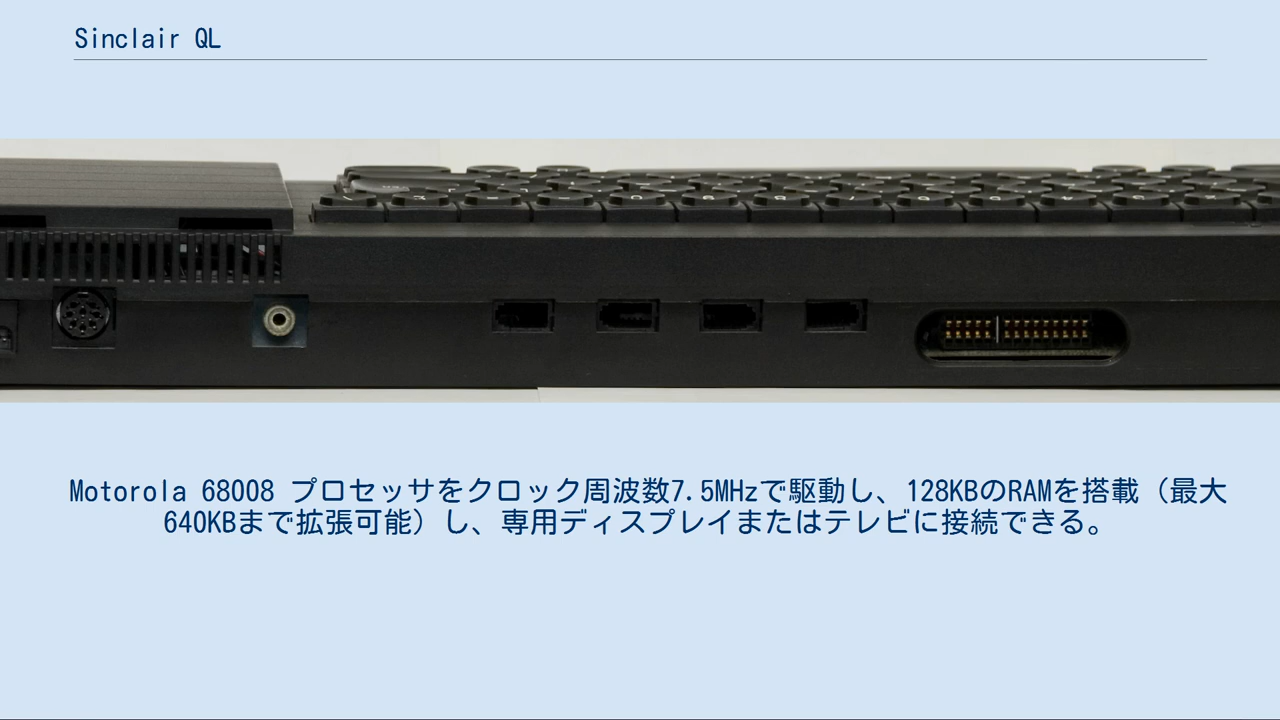 Sinclair QL
Motorola 68008 プロセッサをクロック周波数7.5MHzで駆動し、128KBのRAMを搭載（最大
640KBまで拡張可能）し、専用ディスプレイまたはテレビに接続できる。